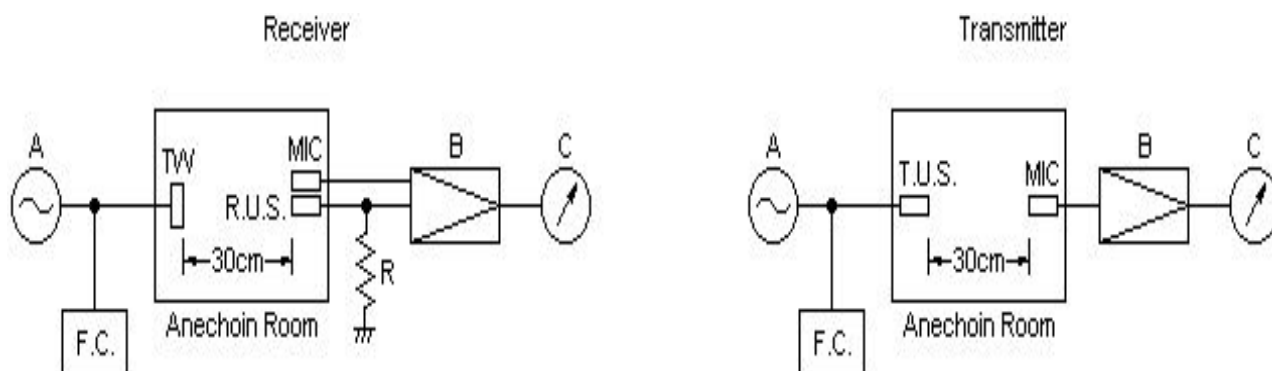 Receiver
A
TW
MIC
R.U.S.
B
C
30cm
R
Anechoin Room
F.C.
Transmitter
A
T.U.S.
MIC
B
C
30cm
Anechoin Room
F.C.